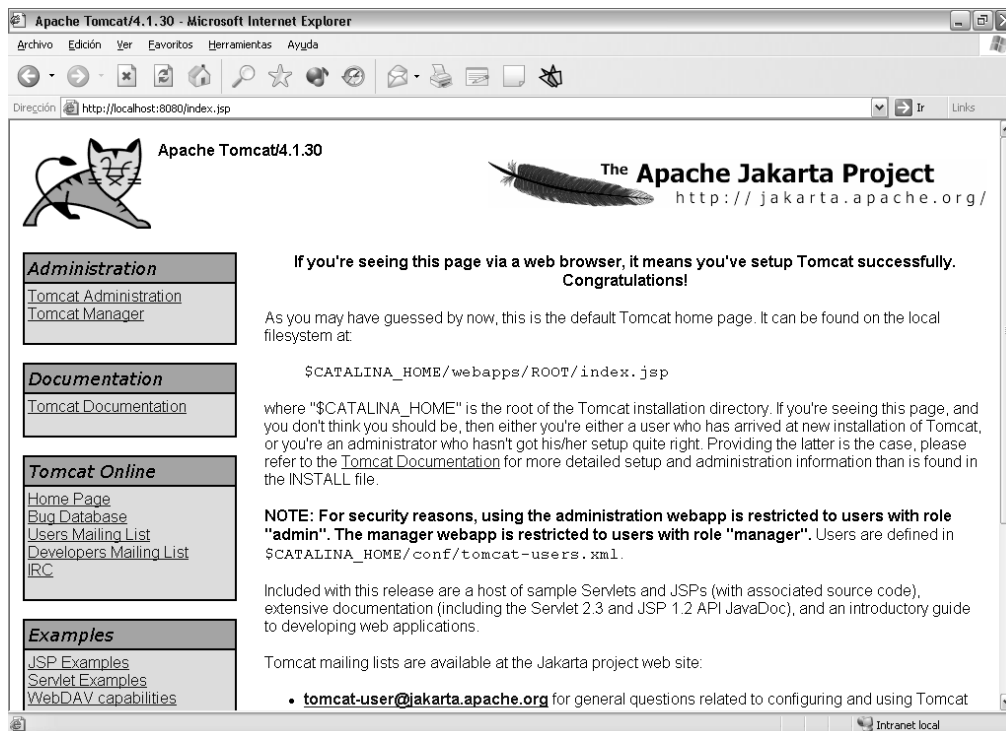 Apache Tomcat/4.1.30 - Microsoft Internet Explorer
Archivo Edición Ver Favoritos Herramientas Ayuda
Dirección http://localhost:8080/index.jsp Ir Links
Apache Tomcat/4.1.30
The Apache Jakarta Project
http://jakarta.apache.org/
Administration
Tomcat Administration
Tomcat Manager
Documentation
Tomcat Documentation
Tomcat Online
Home Page
Bug Database
Users Mailing List
Developers Mailing List
IRC
Examples
JSP Examples
Servlet Examples
WebDAV capabilities
If you're seeing this page via a web browser, it means you've setup Tomcat successfully.
Congratulations!
As you may have guessed by now, this is the default Tomcat home page. It can be found on the local
filesystem at:
$CATALINA_HOME/webapps/ROOT/index.jsp
where "$CATALINA_HOME" is the root of the Tomcat installation directory. If you're seeing this page, and
you don't think you should be, then either you're either a user who has arrived at new installation of Tomcat,
or you're an administrator who hasn't got his/her setup quite right. Providing the latter is the case, please
refer to the Tomcat Documentation for more detailed setup and administration information than is found in
the INSTALL file.
NOTE: For security reasons, using the administration webapp is restricted to users with role
"admin". The manager webapp is restricted to users with role "manager". Users are defined in
$CATALINA_HOME/conf/tomcat-users.xml.
Included with this release are a host of sample Servlets and JSPs (with associated source code),
extensive documentation (including the Servlet 2.3 and JSP 1.2 API JavaDoc), and an introductory guide
to developing web applications.
Tomcat mailing lists are available at the Jakarta project web site:
• tomcat-user@jakarta.apache.org for general questions related to configuring and using Tomcat
Intranet local